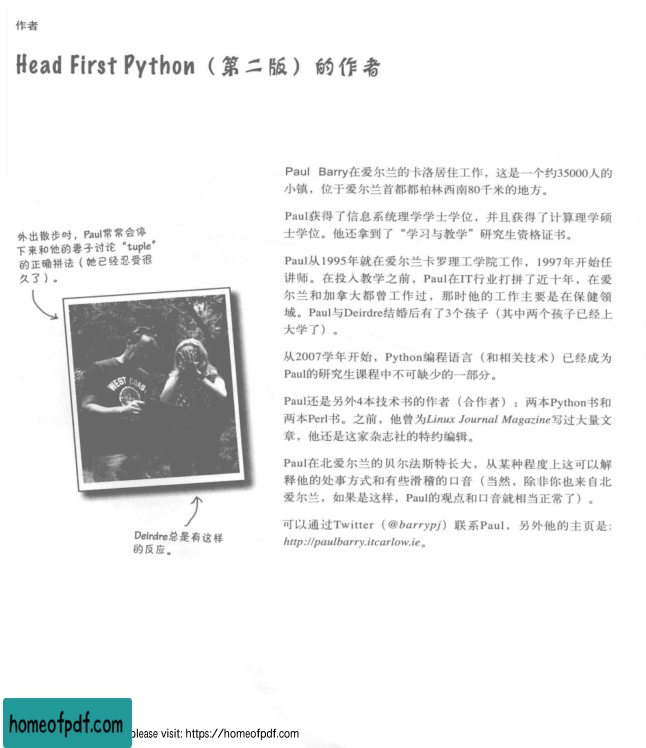 作者
Head First Python（第二版）的作者
Paul Barry在爱尔兰的卡洛居住工作，这是一个约35000人的
小镇，位于爱尔兰首都都柏林西南80千米的地方。
Paul获得了信息系统理学学士学位，并且获得了计算理学硕
士学位。他还拿到了“学习与教学”研究生资格证书。
Paul从1995年就在爱尔兰卡罗理工学院工作，1997年开始任
讲师。在投入教学之前，Paul在IT行业打拼了近十年，在爱
尔兰和加拿大都曾工作过，那时他的工作主要是在保健领
域。Paul与Deirdre结婚后有了3个孩子（其中两个孩子已经上
大学了）。
从2007学年开始，Python编程语言（和相关技术）已经成为
Paul的研究生课程中不可缺少的一部分。
Paul还是另外4本技术书的作者（合作者）：两本Python书和
两本Perl书。之前，他曾为Linux Journal Magazine写过大量文
章，他还是这家杂志社的特约编辑。
Paul在北爱尔兰的贝尔法斯特长大，从某种程度上这可以解
释他的处事方式和有些滑稽的口音（当然，除非你也来自北
爱尔兰，如果是这样，Paul的观点和口音就相当正常了）。
可以通过Twitter（@barrypj）联系Paul，另外他的主页是：
http://paulbarry.itcarlow.ie。
外出散步时，Paul常常会停
下来和他的妻子讨论“tuple”
的正确拼法（她已经忍受很
久了）。
WEST COAST
Deirdre总是有这样
的反应。
homeofpdf.com
please visit: https://homeofpdf.com